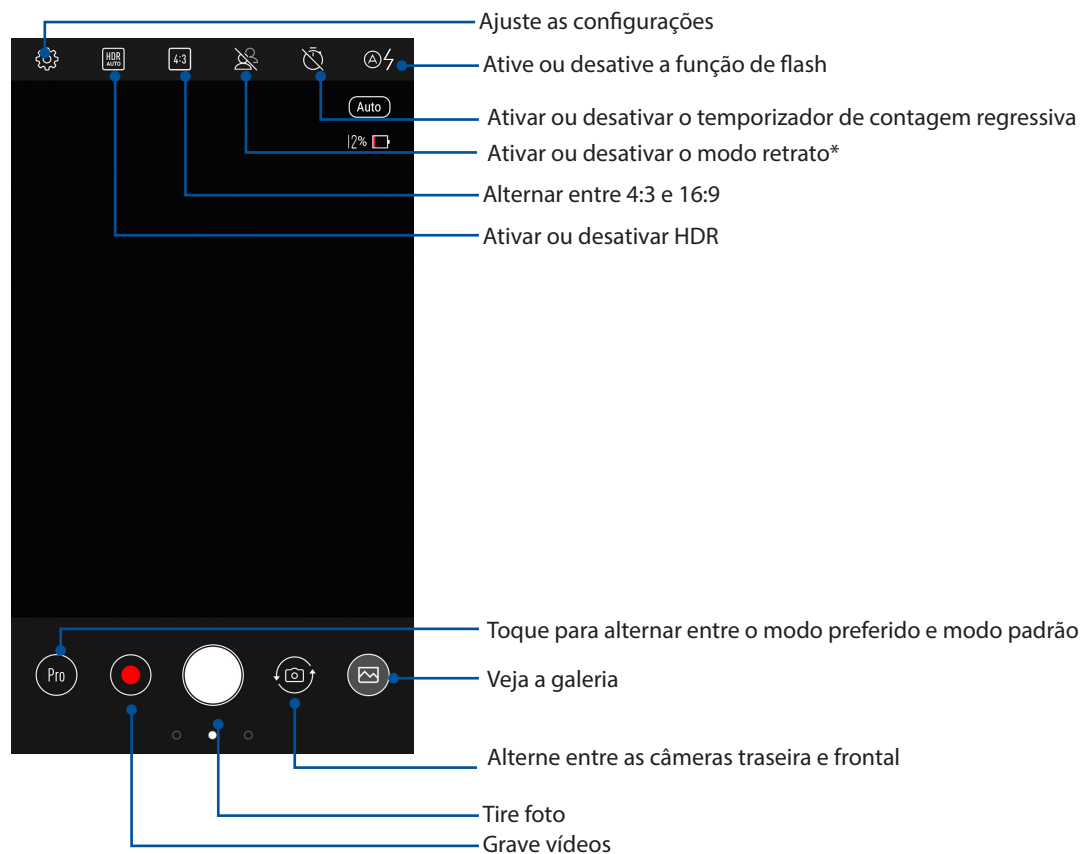 Ajuste as configurações
HDR
AUTO
4:3
A
Ative ou desative a função de flash
Auto
Ativar ou desativar o temporizador de contagem regressiva
12%
Ativar ou desativar o modo retrato*
Alternar entre 4:3 e 16:9
Ativar ou desativar HDR
Toque para alternar entre o modo preferido e modo padrão
Pro
Veja a galeria
Alterne entre as câmeras traseira e frontal
Tire foto
Grave vídeos